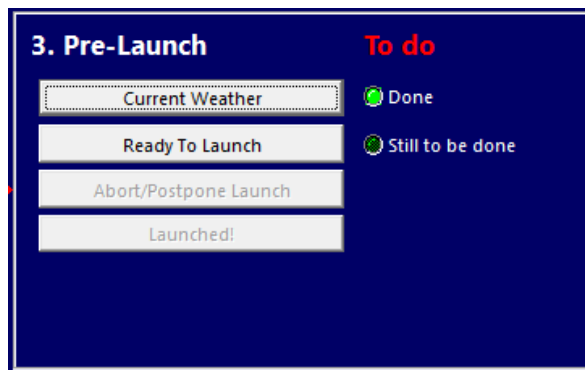 3. Pre-Launch To do
Current Weather Done
Ready To Launch Still to be done
Abort/Postpone Launch
Launched!